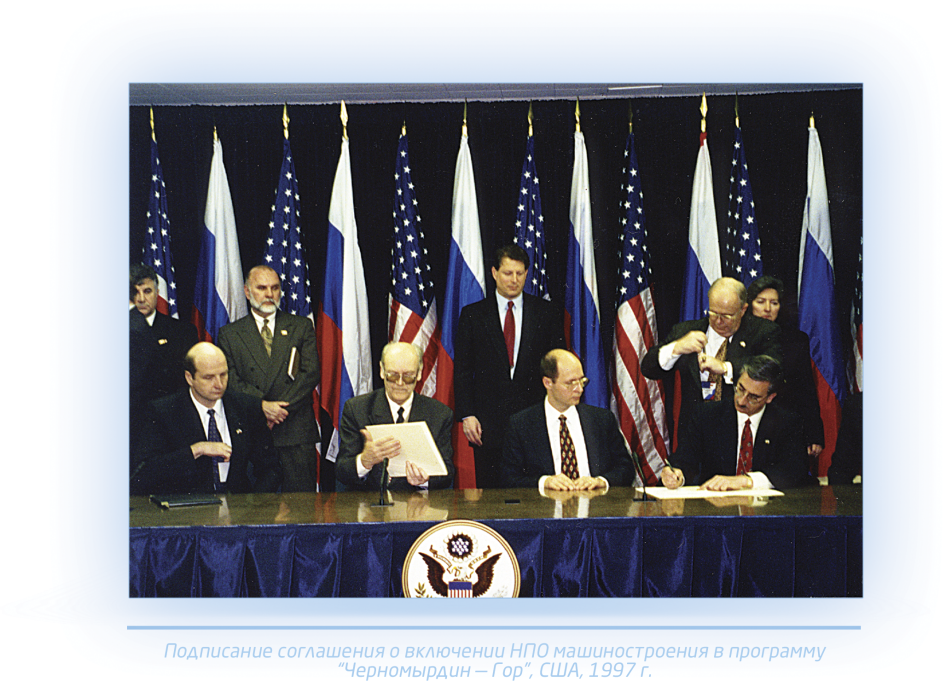 Подписание соглашения о включении НПО машиностроения в программу
“Черномырдин – Гор”, США, 1997 г.